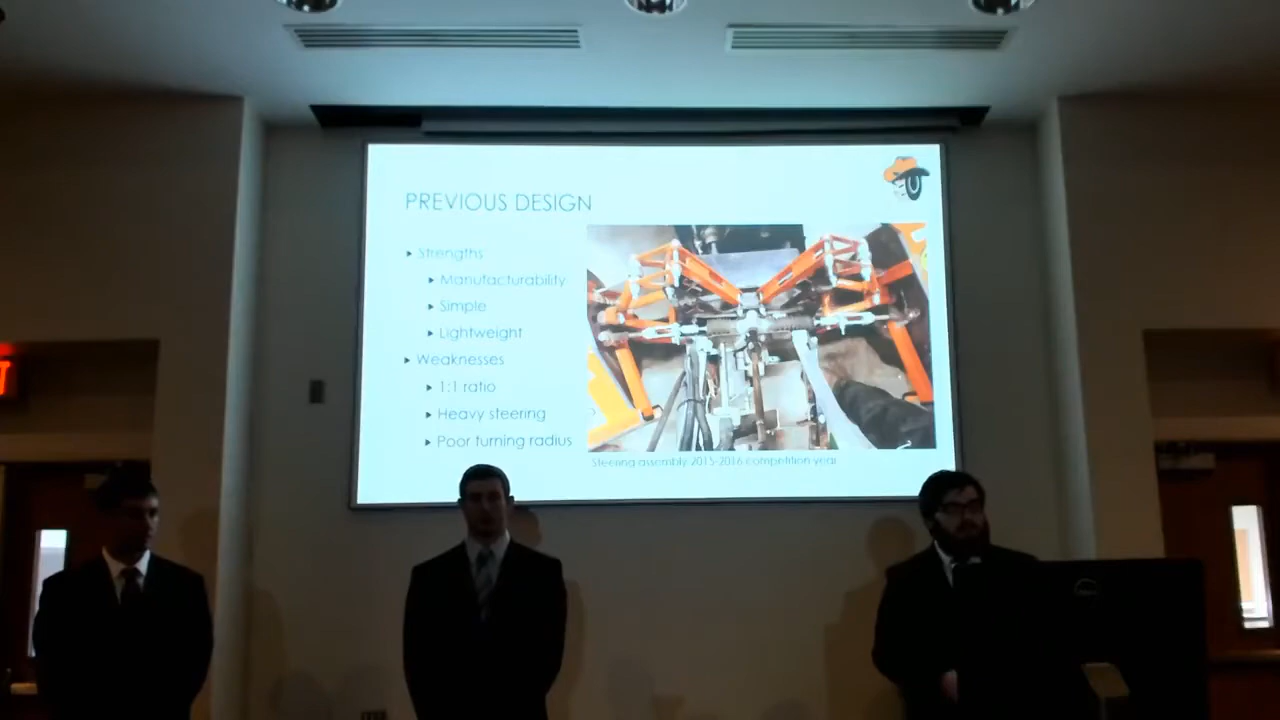 PREVIOUS DESIGN
Strengths
Manufacturability
Simple
Lightweight
Weaknesses
1:1 ratio
Heavy steering
Poor turning radius
Steering assembly 2015-2016 competition year